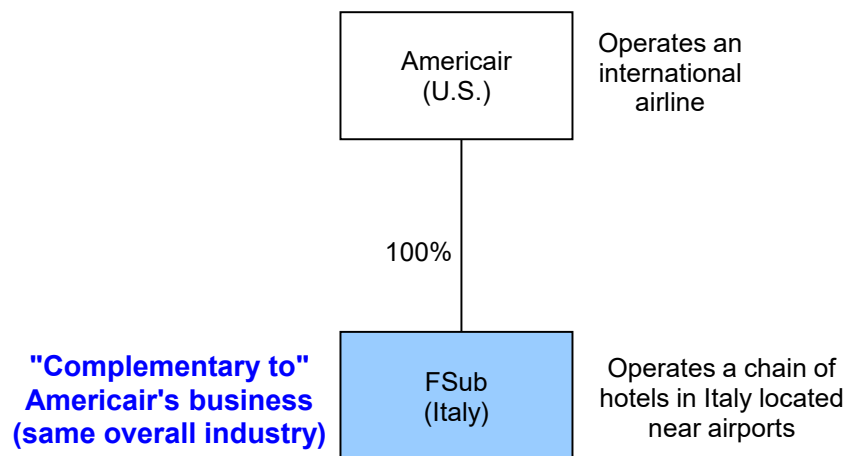 Americair
(U.S.)
Operates an
international
airline
100%
"Complementary to"
Americair's business
(same overall industry)
FSub
(Italy)
Operates a chain of
hotels in Italy located
near airports